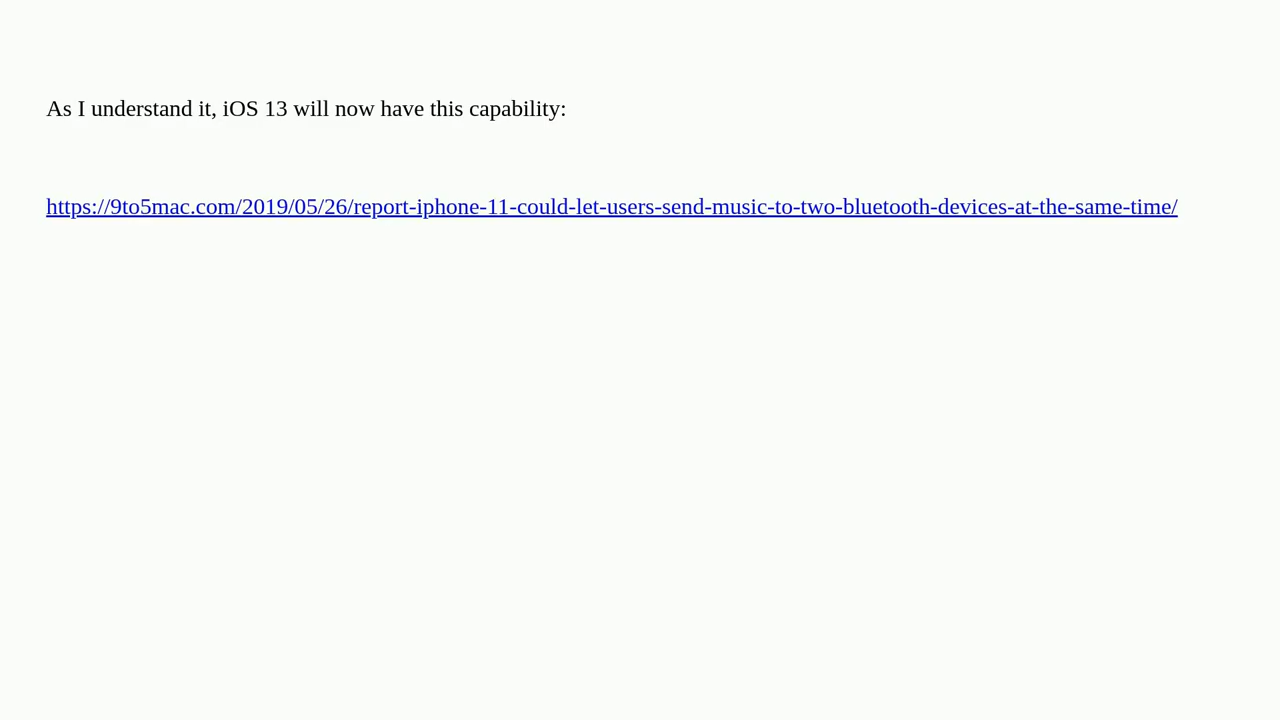 As I understand it, iOS 13 will now have this capability:
https://9to5mac.com/2019/05/26/report-iphone-11-could-let-users-send-music-to-two-bluetooth-devices-at-the-same-time/